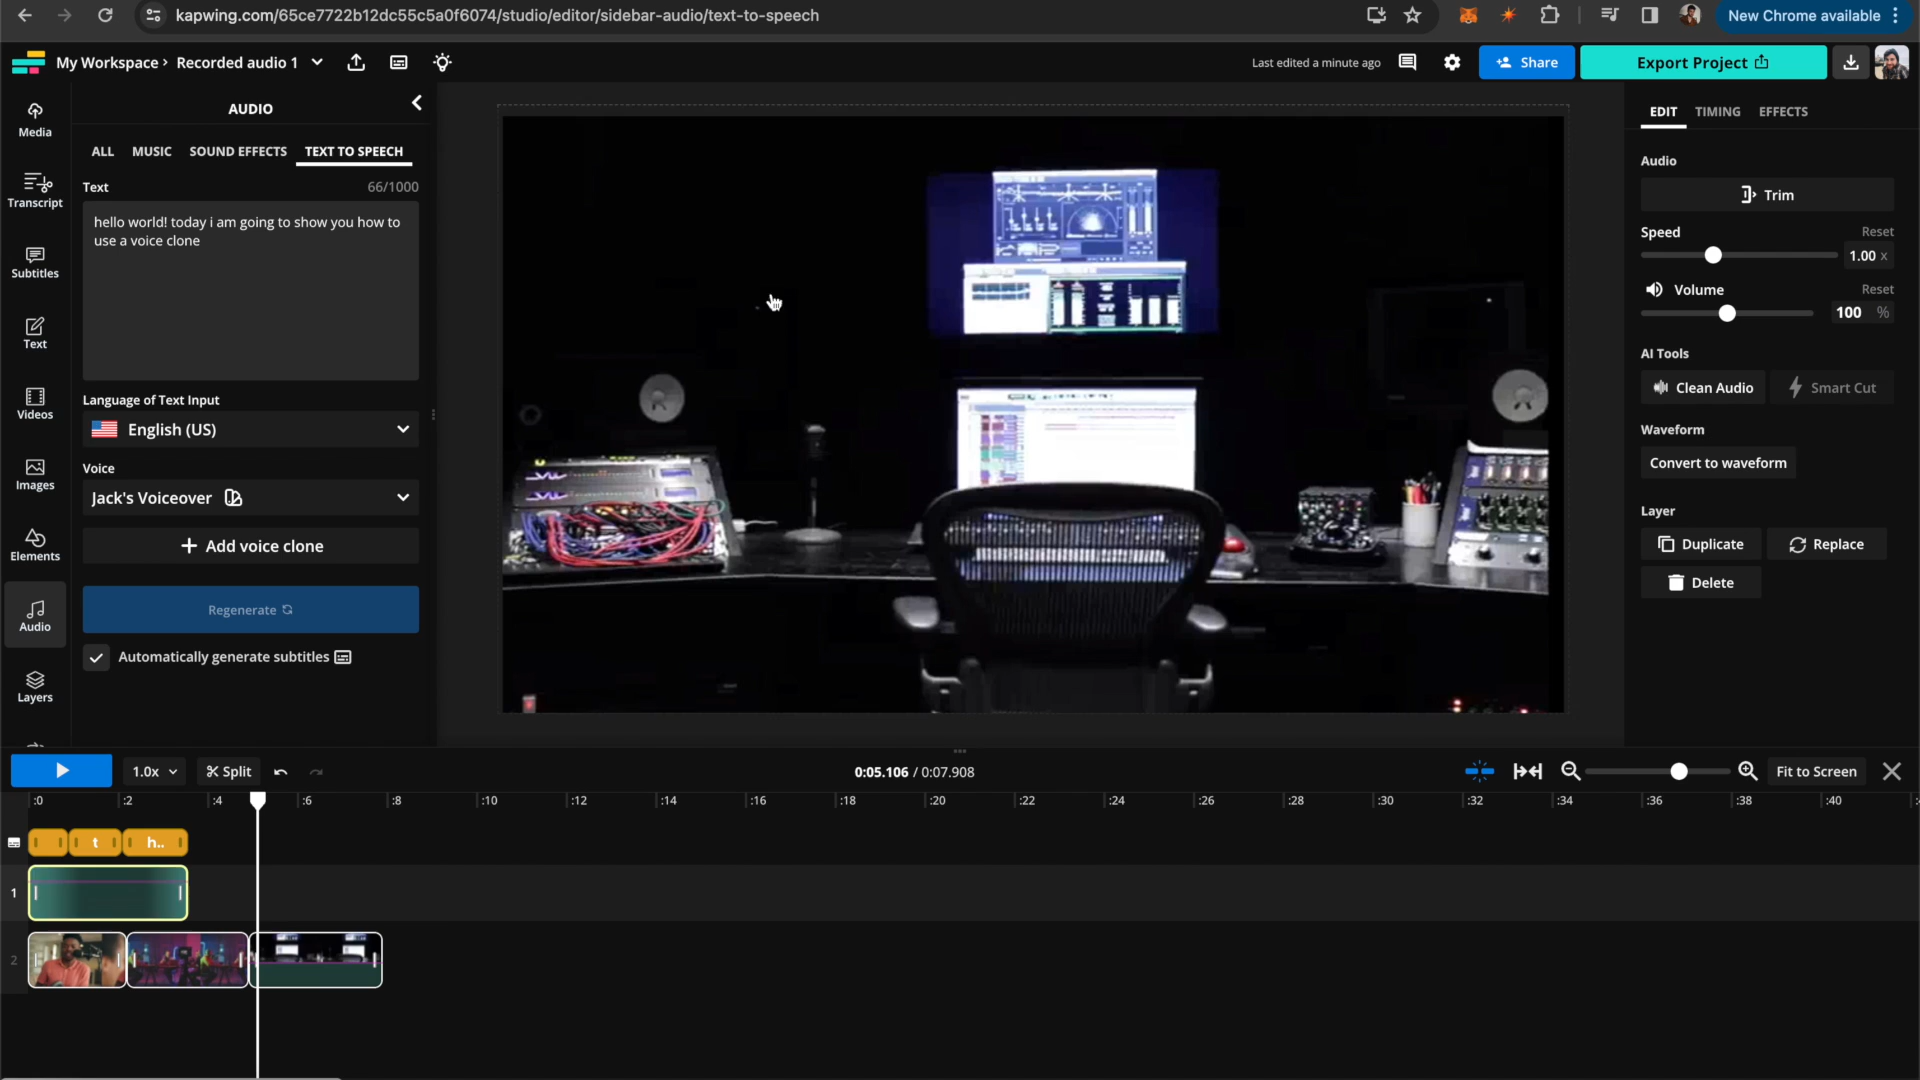 kapwing.com/65ce7722b12dc55c5a0f6074/studio/editor/sidebar-audio/text-to-speech
New Chrome available
My Workspace › Recorded audio 1
Last edited a minute ago
Share
Export Project
AUDIO
EDIT TIMING EFFECTS
Media
ALL MUSIC SOUND EFFECTS TEXT TO SPEECH
Audio
Text 66/1000
Trim
Transcript
hello world! today i am going to show you how to
use a voice clone
Speed Reset
1.00 x
Subtitles
Volume Reset
100 %
Text
AI Tools
Clean Audio Smart Cut
Videos
Language of Text Input
English (US)
Waveform
Convert to waveform
Images
Voice
Jack's Voiceover
Layer
Duplicate Replace
Elements
Add voice clone
Delete
Audio
Regenerate
Automatically generate subtitles
Layers
1.0x Split 0:05.106 / 0:07.908 Fit to Screen
:0 :2 :4 :6 :8 :10 :12 :14 :16 :18 :20 :22 :24 :26 :28 :30 :32 :34 :36 :38 :40
t h..
1
2